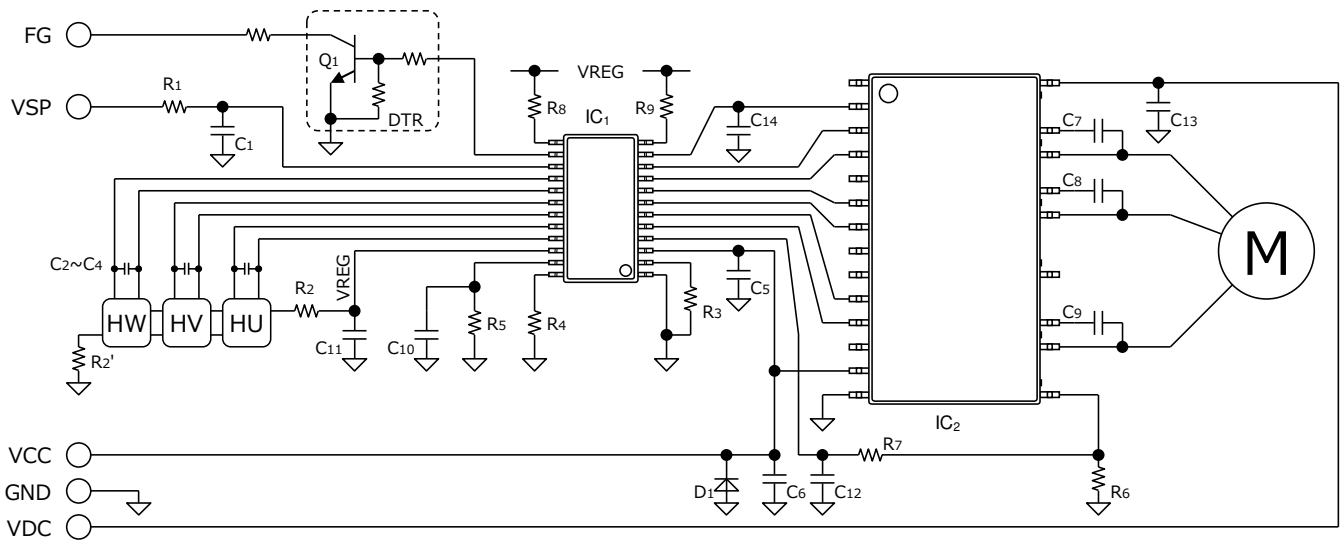 FG
Q1
DTR
VREG
R1
VSP
C1
R8
R9
IC1
C14
C13
C7
C8
M
C2~C4
R2
VREG
C5
HW
HV
HU
R2'
C11
C10
R5
R4
R3
C9
IC2
VCC
R7
GND
D1
C6
C12
R6
VDC